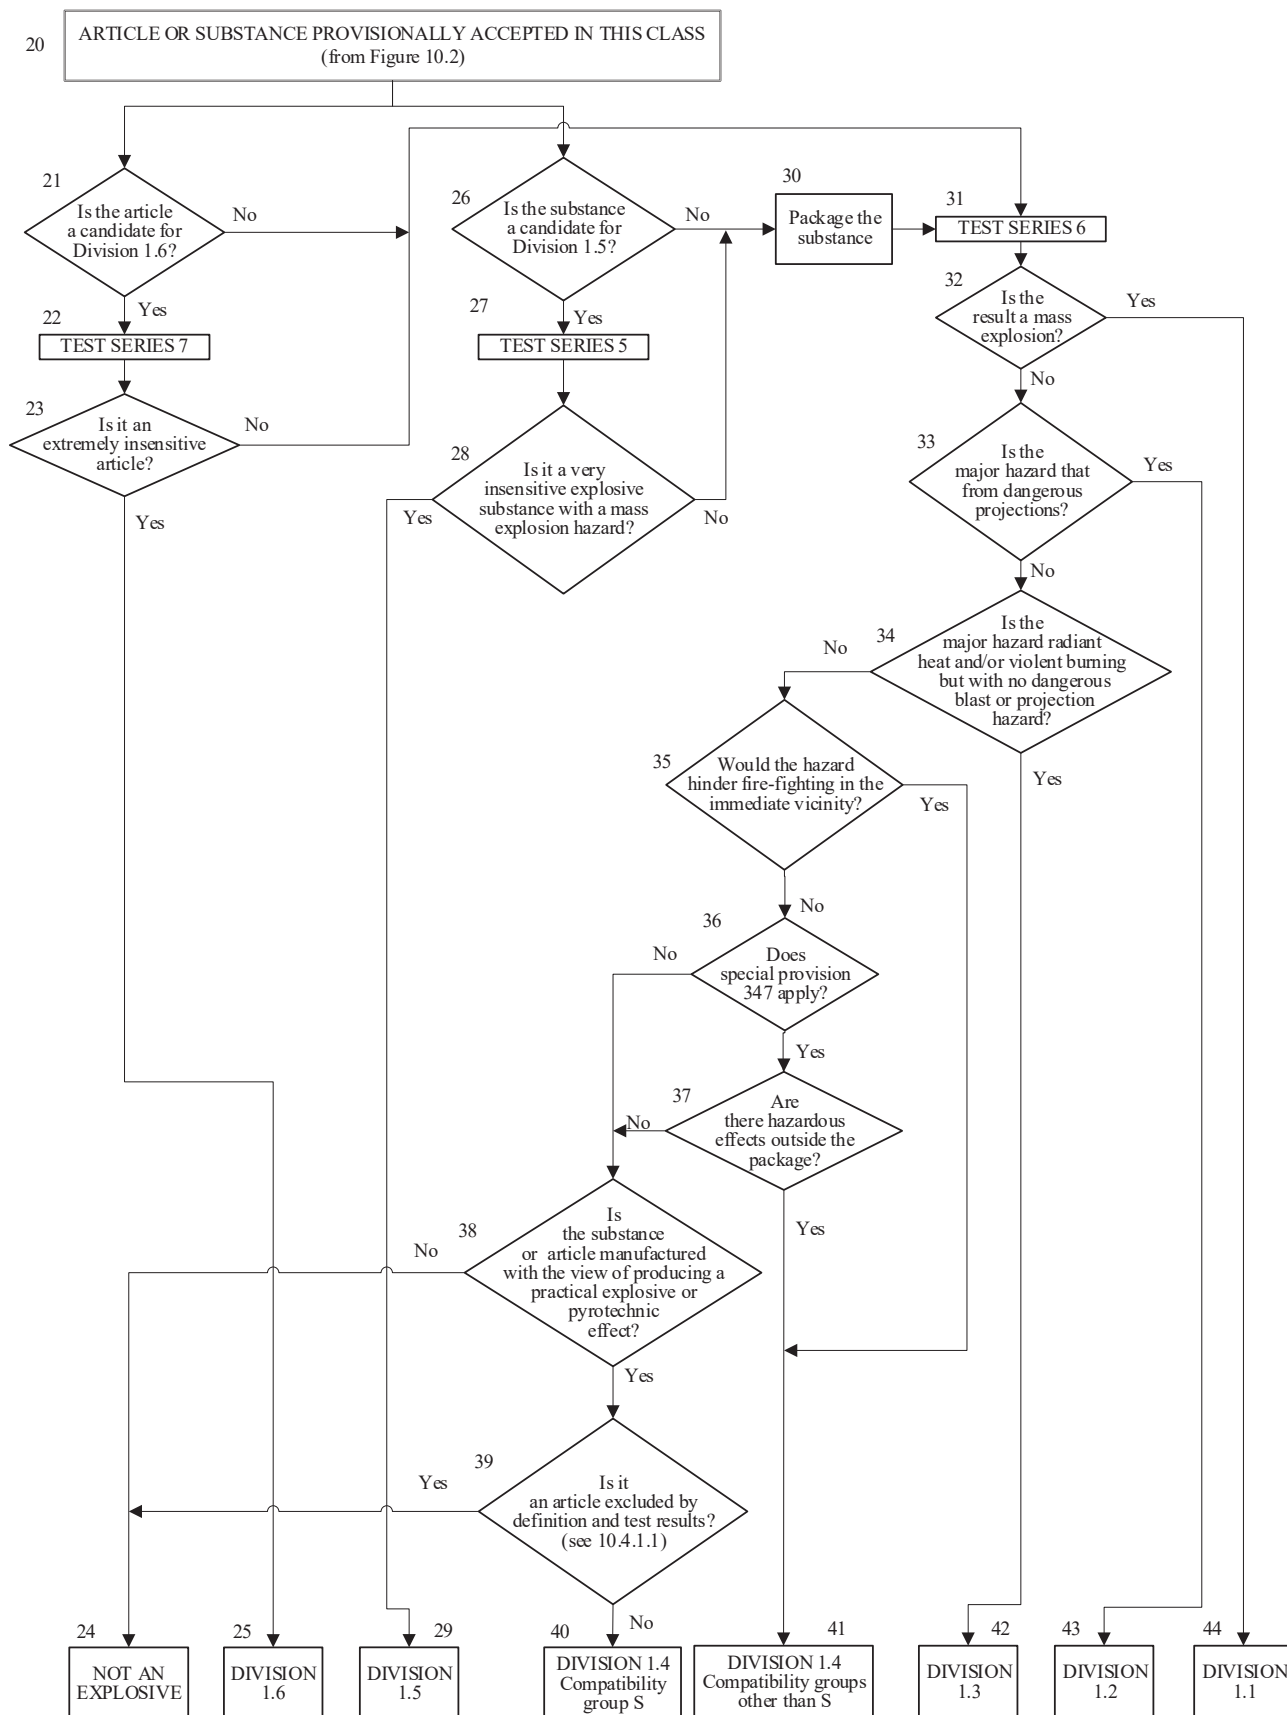 20
ARTICLE OR SUBSTANCE PROVISIONALLY ACCEPTED IN THIS CLASS
(from Figure 10.2)
21
Is the article
a candidate for
Division 1.6?
No
Yes
22
TEST SERIES 7
23
Is it an
extremely insensitive
article?
No
Yes
26
Is the substance
a candidate for
Division 1.5?
No
Yes
27
TEST SERIES 5
28
Is it a very
insensitive explosive
substance with a mass
explosion hazard?
Yes
No
30
Package the
substance
31
TEST SERIES 6
32
Is the
result a mass
explosion?
Yes
No
33
Is the
major hazard that
from dangerous
projections?
Yes
No
34
Is the
major hazard radiant
heat and/or violent burning
but with no dangerous
blast or projection
hazard?
No
Yes
35
Would the hazard
hinder fire-fighting in the
immediate vicinity?
Yes
No
36
Does
special provision
347 apply?
No
Yes
37
Are
there hazardous
effects outside the
package?
No
Yes
38
Is
the substance
or article manufactured
with the view of producing a
practical explosive or
pyrotechnic
effect?
No
Yes
39
Is it
an article excluded by
definition and test results?
(see 10.4.1.1)
Yes
No
24
NOT AN
EXPLOSIVE
25
DIVISION
1.6
29
DIVISION
1.5
40
DIVISION 1.4
Compatibility
group S
41
DIVISION 1.4
Compatibility groups
other than S
42
DIVISION
1.3
43
DIVISION
1.2
44
DIVISION
1.1